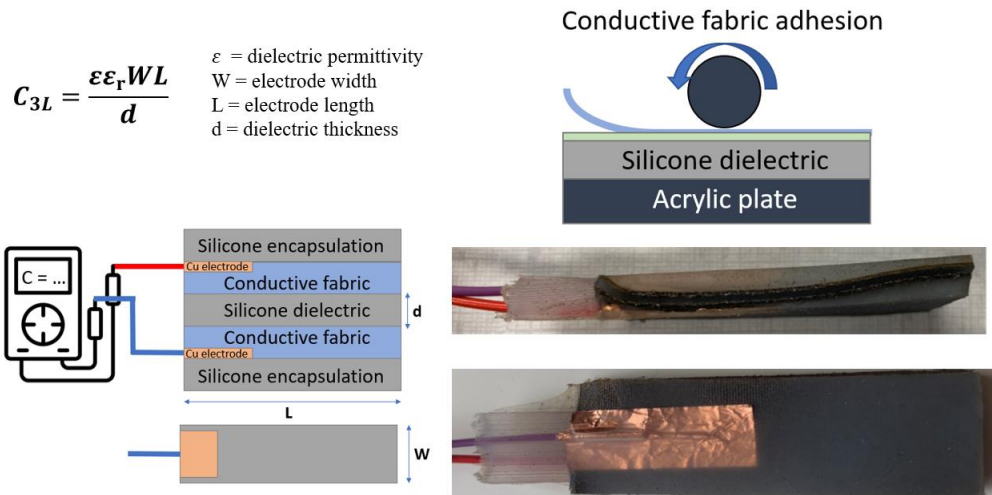 Conductive fabric adhesion
C₃L = εεᵣWL / d
ε = dielectric permittivity
W = electrode width
L = electrode length
d = dielectric thickness
Silicone dielectric
Acrylic plate
C = ...
Silicone encapsulation
Cu electrode
Conductive fabric
Silicone dielectric
d
Conductive fabric
Cu electrode
Silicone encapsulation
L
W